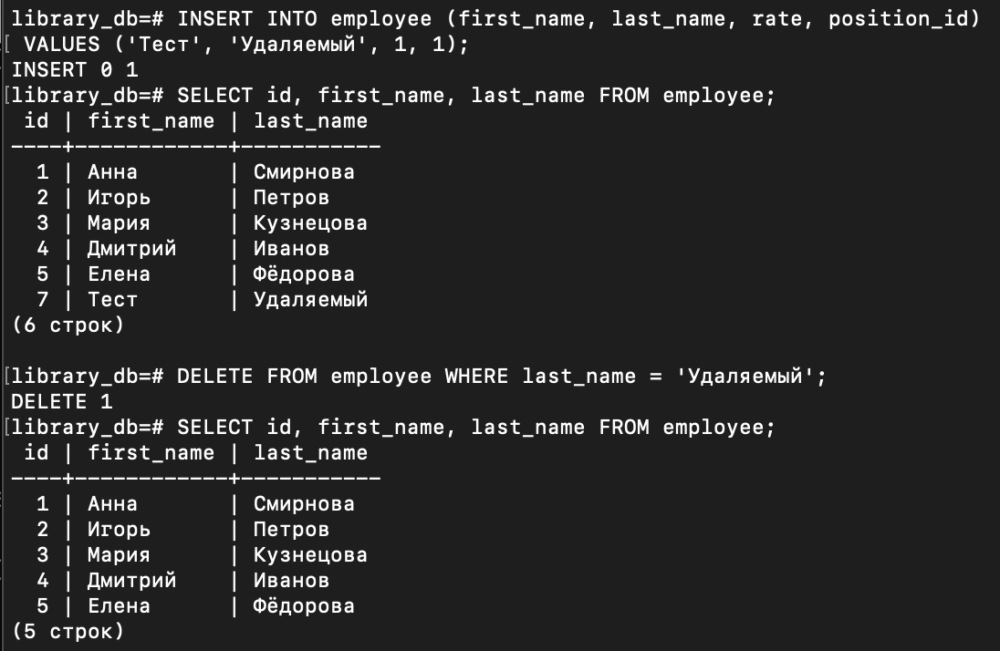 library_db=# INSERT INTO employee (first_name, last_name, rate, position_id)
[ VALUES ('Тест', 'Удаляемый', 1, 1);
INSERT 0 1
[library_db=# SELECT id, first_name, last_name FROM employee;
 id | first_name | last_name
----+------------+-----------
  1 | Анна       | Смирнова
  2 | Игорь      | Петров
  3 | Мария      | Кузнецова
  4 | Дмитрий    | Иванов
  5 | Елена      | Фёдорова
  7 | Тест       | Удаляемый
(6 строк)

[library_db=# DELETE FROM employee WHERE last_name = 'Удаляемый';
DELETE 1
[library_db=# SELECT id, first_name, last_name FROM employee;
 id | first_name | last_name
----+------------+-----------
  1 | Анна       | Смирнова
  2 | Игорь      | Петров
  3 | Мария      | Кузнецова
  4 | Дмитрий    | Иванов
  5 | Елена      | Фёдорова
(5 строк)